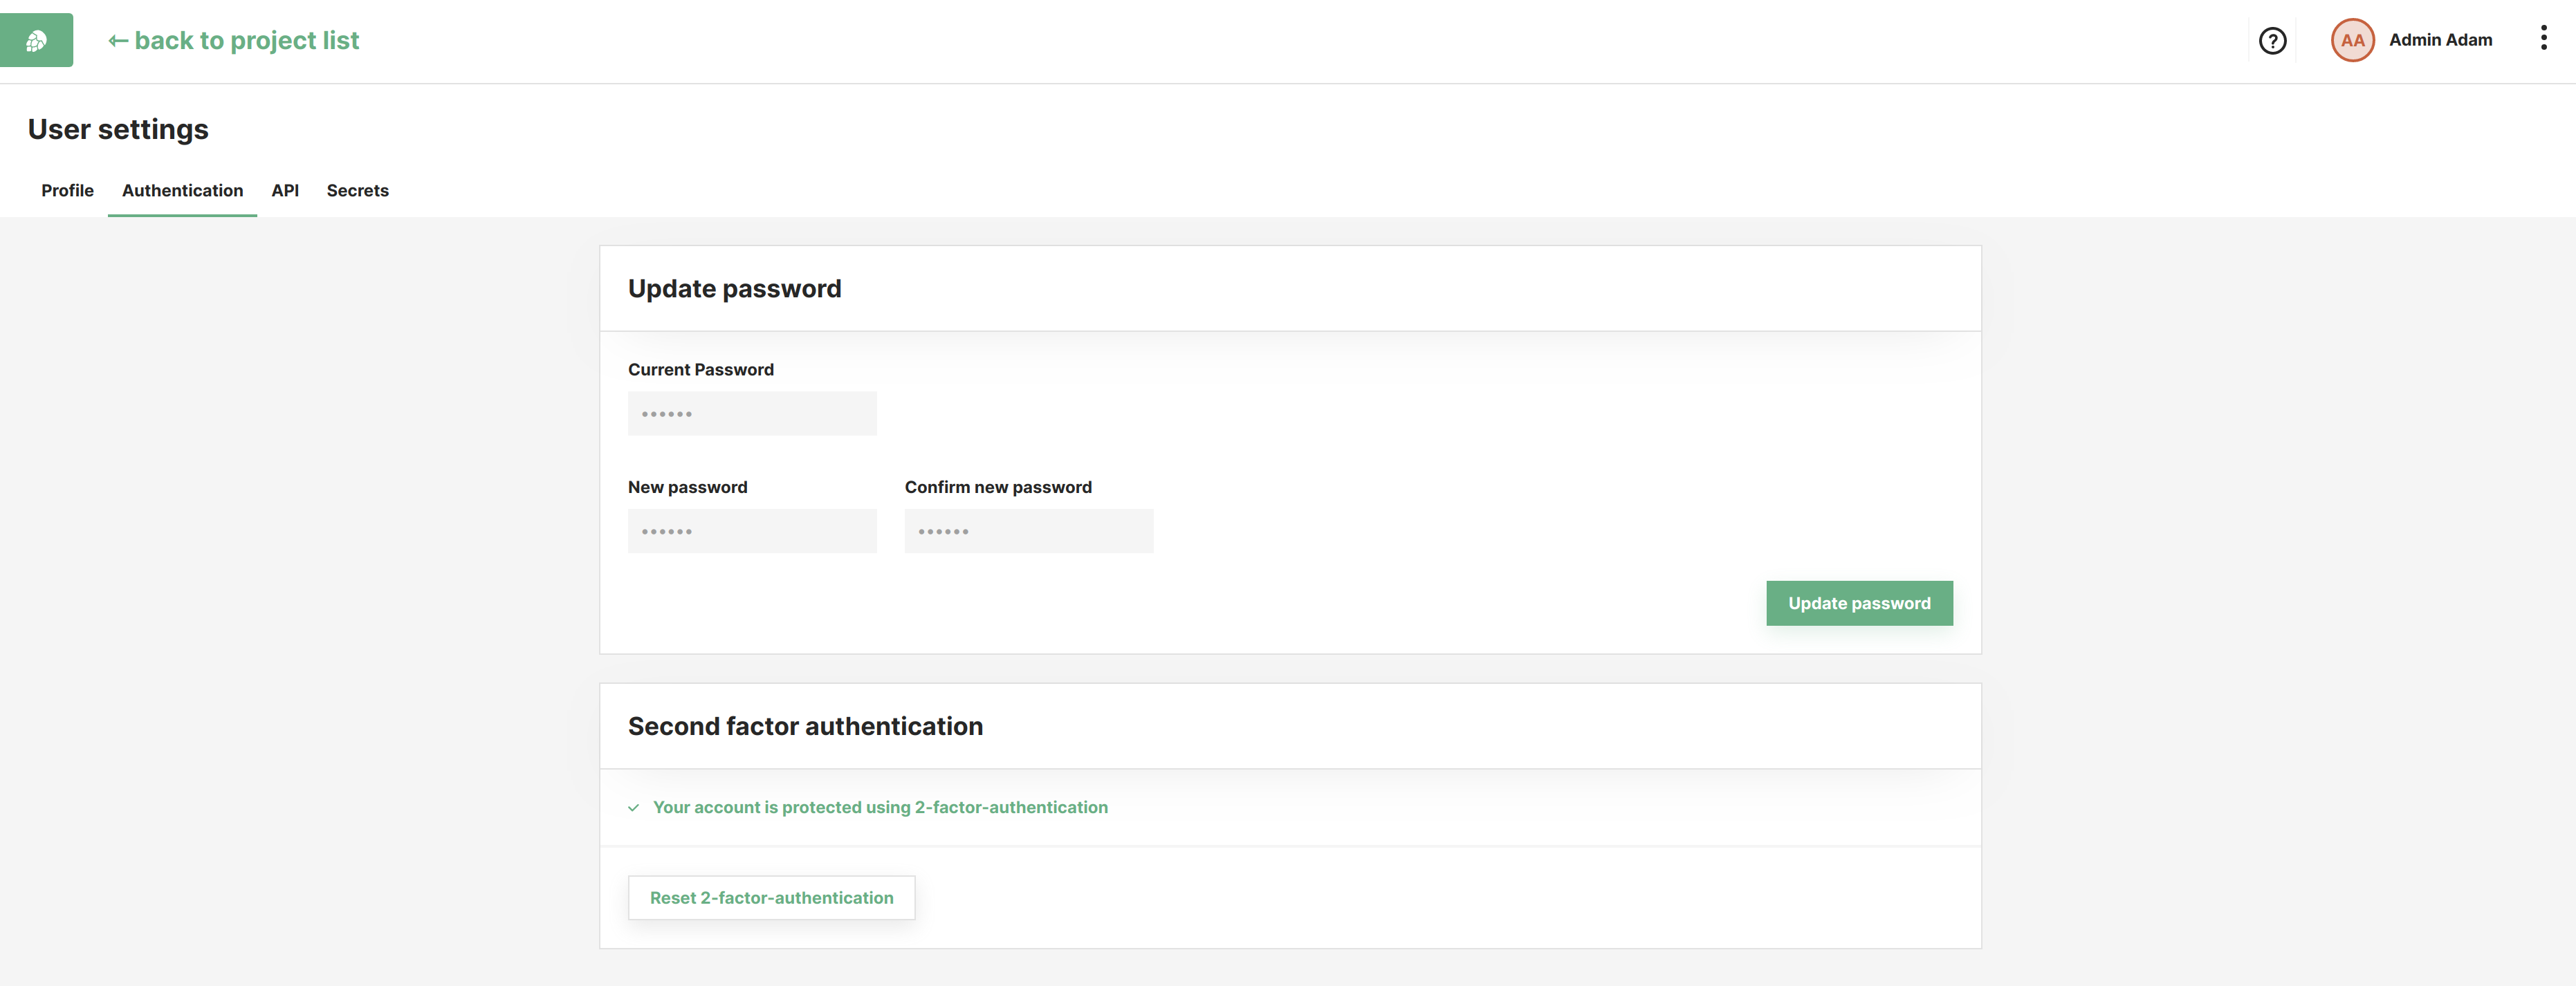 ← back to project list
? AA Admin Adam
User settings
Profile Authentication API Secrets
Update password
Current Password
••••••
New password Confirm new password
•••••• ••••••
Update password
Second factor authentication
Your account is protected using 2-factor-authentication
Reset 2-factor-authentication